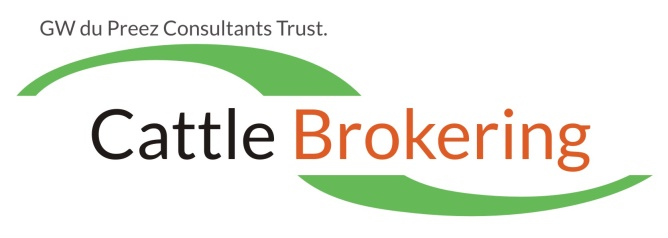 GW du Preez Consultants Trust.
Cattle Brokering